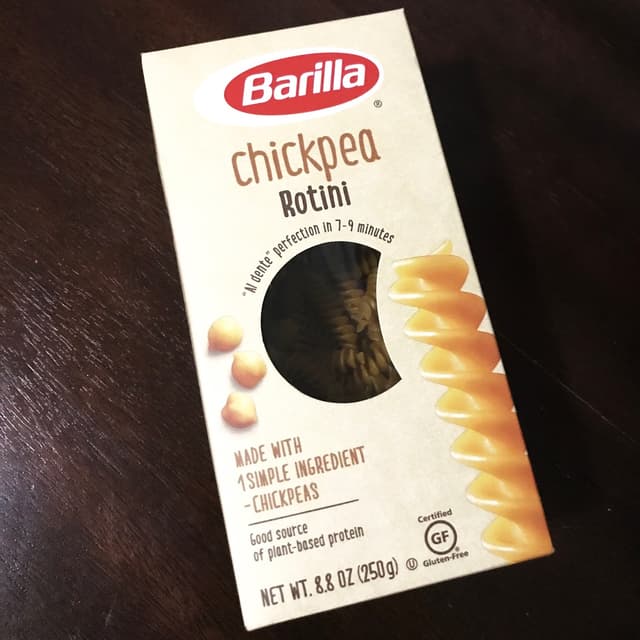 Barilla
®
chickpea
Rotini
"Al dente" perfection in 7-9 minutes
MADE WITH
1 SIMPLE INGREDIENT
-CHICKPEAS
Good source
of plant-based protein
Certified
GF
®
Gluten-Free
NET WT. 8.8 OZ (250g) Ⓤ